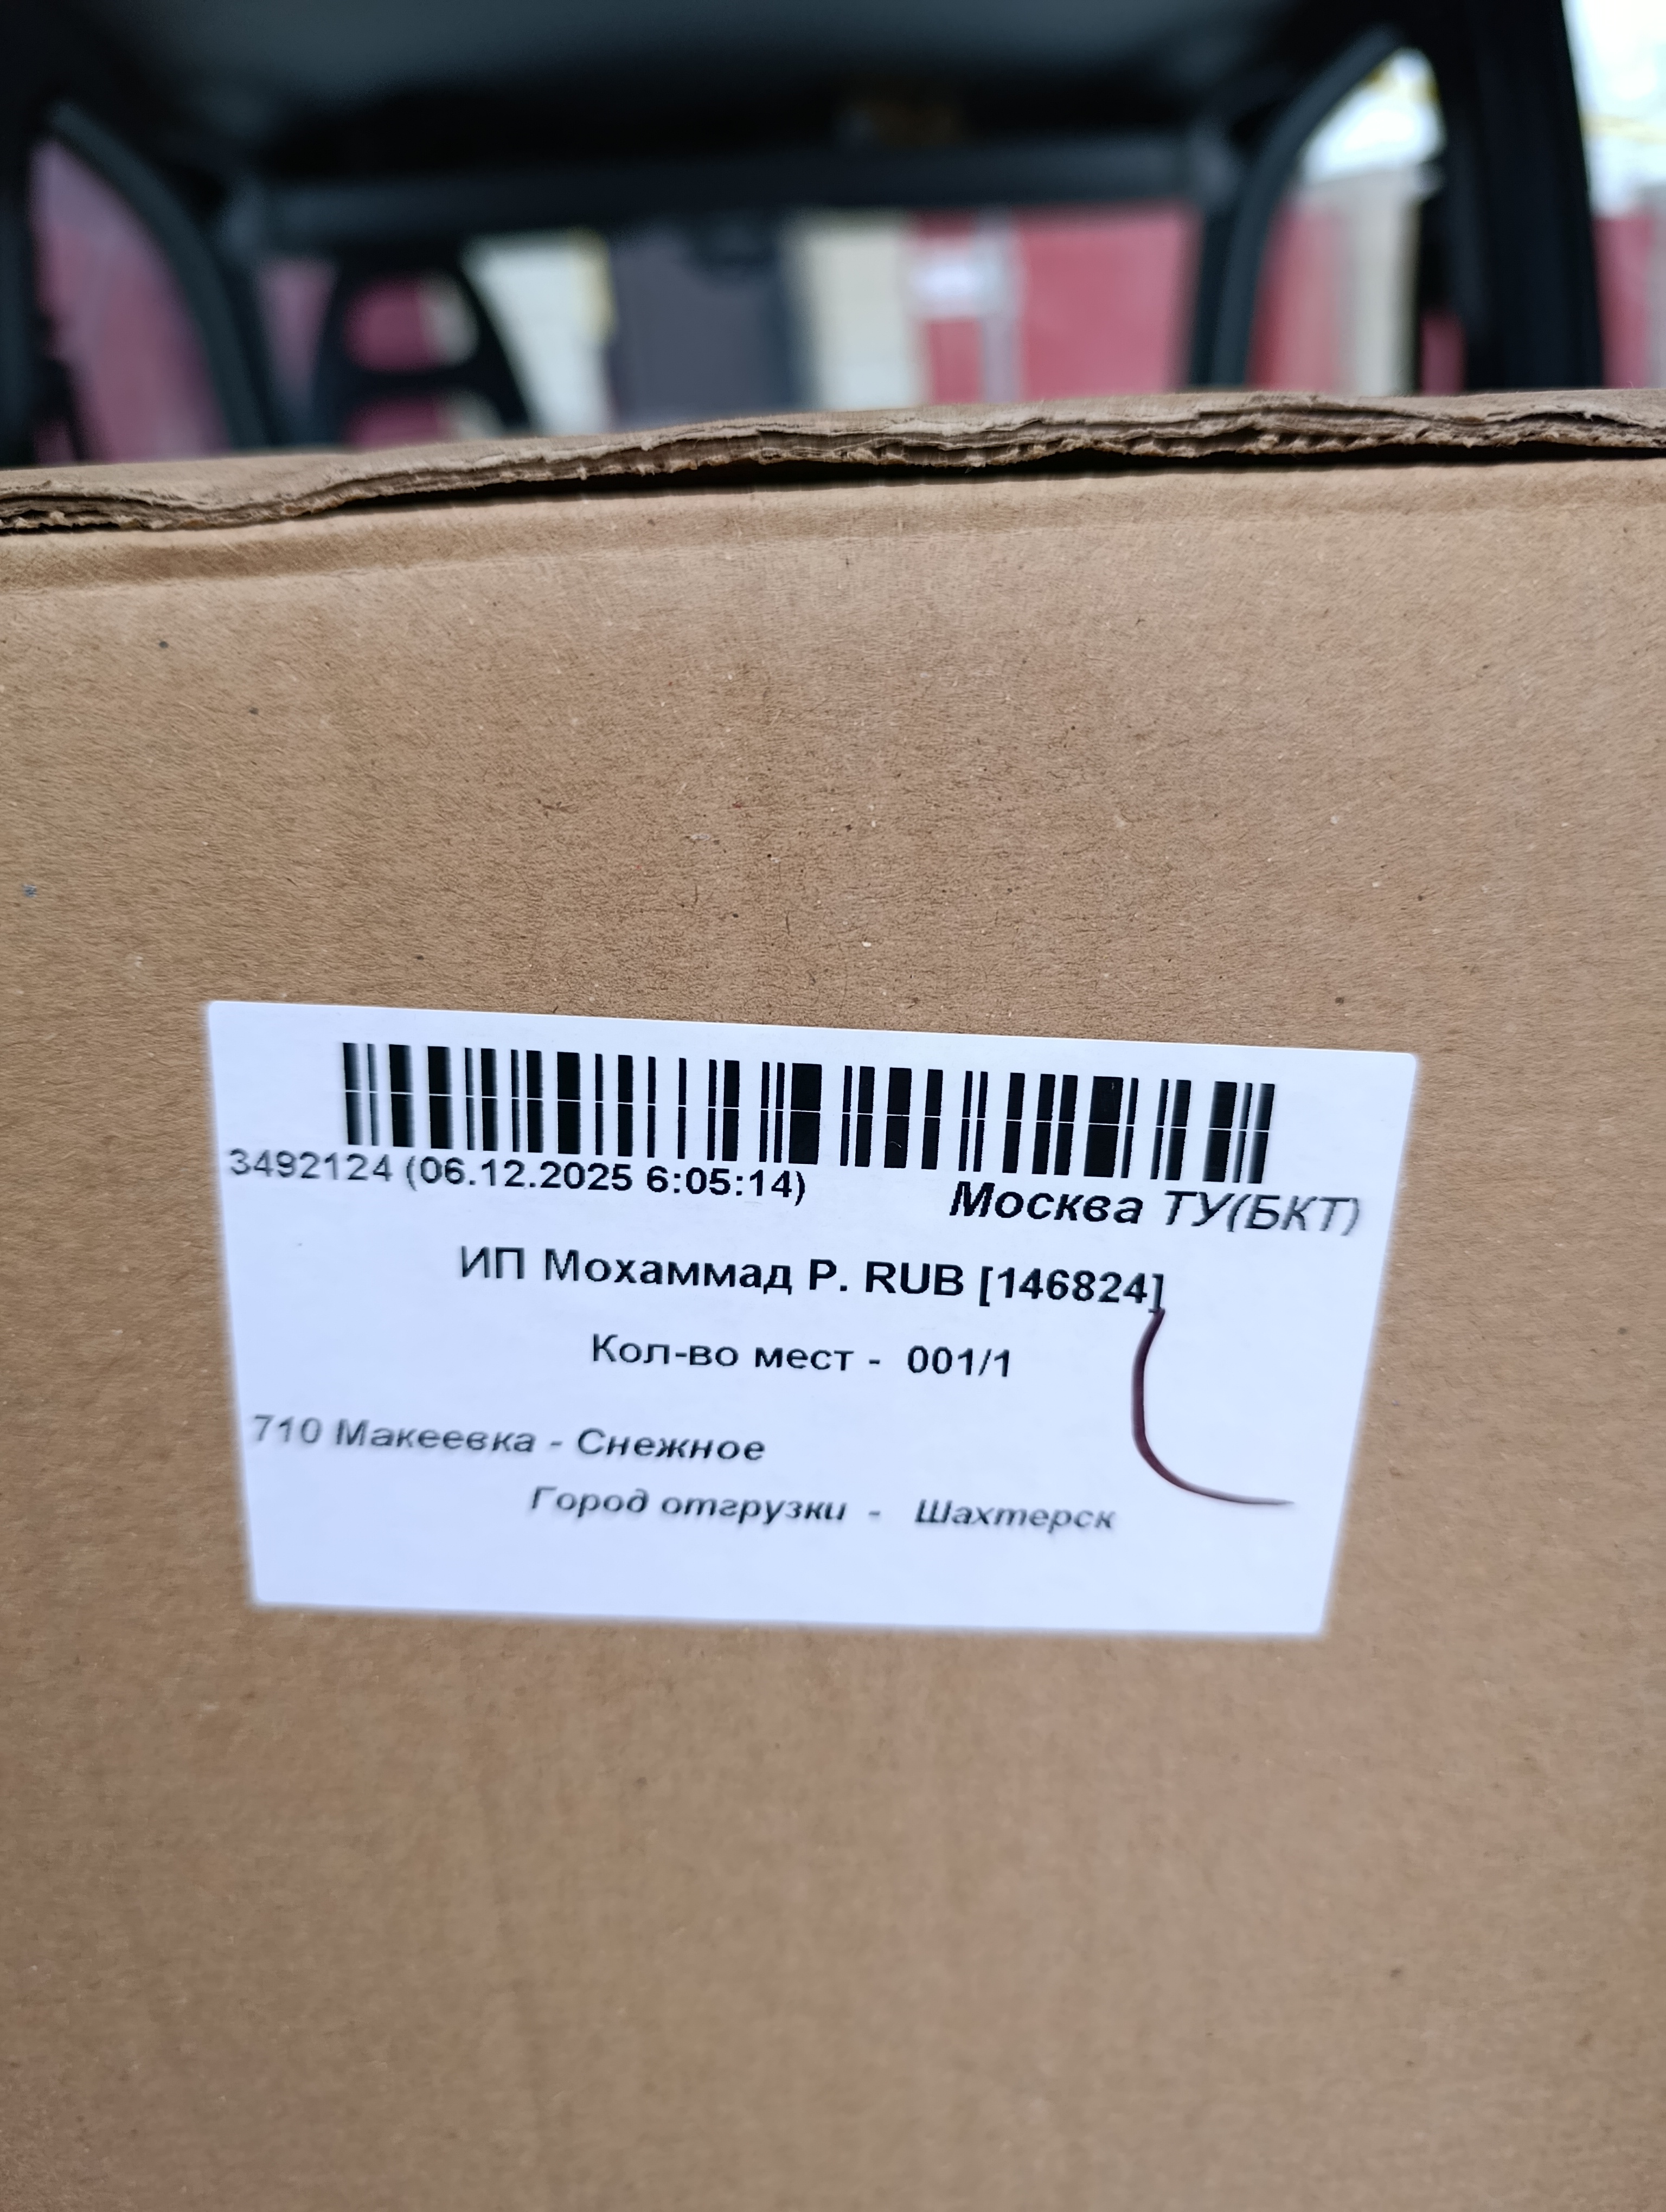 3492124 (06.12.2025 6:05:14)
Москва ТУ(БКТ)
ИП Мохаммад Р. RUB [146824]
Кол-во мест - 001/1
710 Макеевка - Снежное
Город отгрузки - Шахтерск